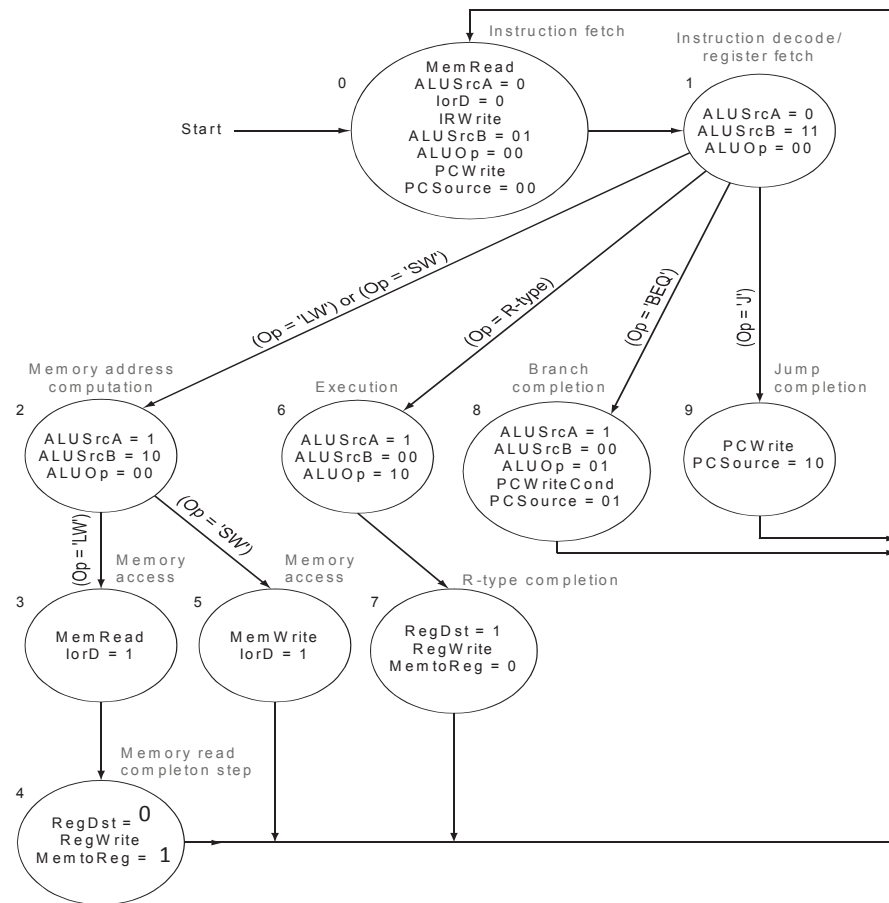 Instruction fetch
Instruction decode/
register fetch
0
MemRead
ALUSrcA = 0
IorD = 0
IRWrite
ALUSrcB = 01
ALUOp = 00
PCWrite
PCSource = 00
1
ALUSrcA = 0
ALUSrcB = 11
ALUOp = 00
Start
(Op = 'LW') or (Op = 'SW')
(Op = R-type)
(Op = 'BEQ')
(Op = 'J')
Memory address
computation
2
ALUSrcA = 1
ALUSrcB = 10
ALUOp = 00
Execution
6
ALUSrcA = 1
ALUSrcB = 00
ALUOp = 10
Branch
completion
8
ALUSrcA = 1
ALUSrcB = 00
ALUOp = 01
PCWriteCond
PCSource = 01
Jump
completion
9
PCWrite
PCSource = 10
(Op = 'LW')
(Op = 'SW')
Memory
access
3
MemRead
IorD = 1
Memory
access
5
MemWrite
IorD = 1
R-type completion
7
RegDst = 1
RegWrite
MemtoReg = 0
Memory read
completon step
4
RegDst = 0
RegWrite
MemtoReg = 1